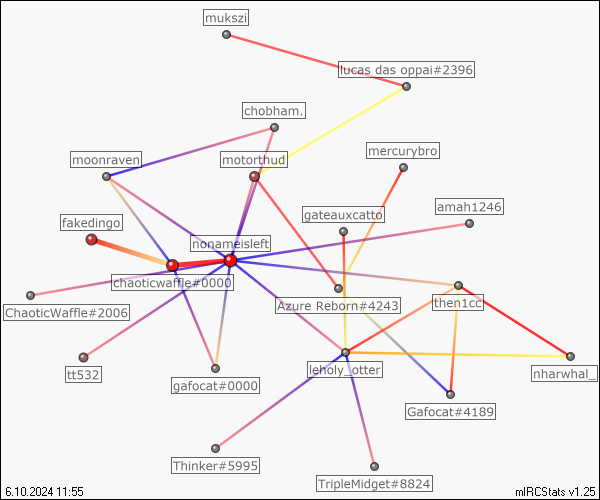 mukszi
lucas das oppai#2396
chobham.
mercurybro
moonraven
motorthud
amah1246
gateauxcatto
fakedingo
nonameisleft
chaoticwaffle#0000
Azure Reborn#4243
then1cc
ChaoticWaffle#2006
leholy_otter
tt532
nharwhal_
gafocat#0000
Gafocat#4189
Thinker#5995
TripleMidget#8824
6.10.2024 11:55
mIRCStats v1.25